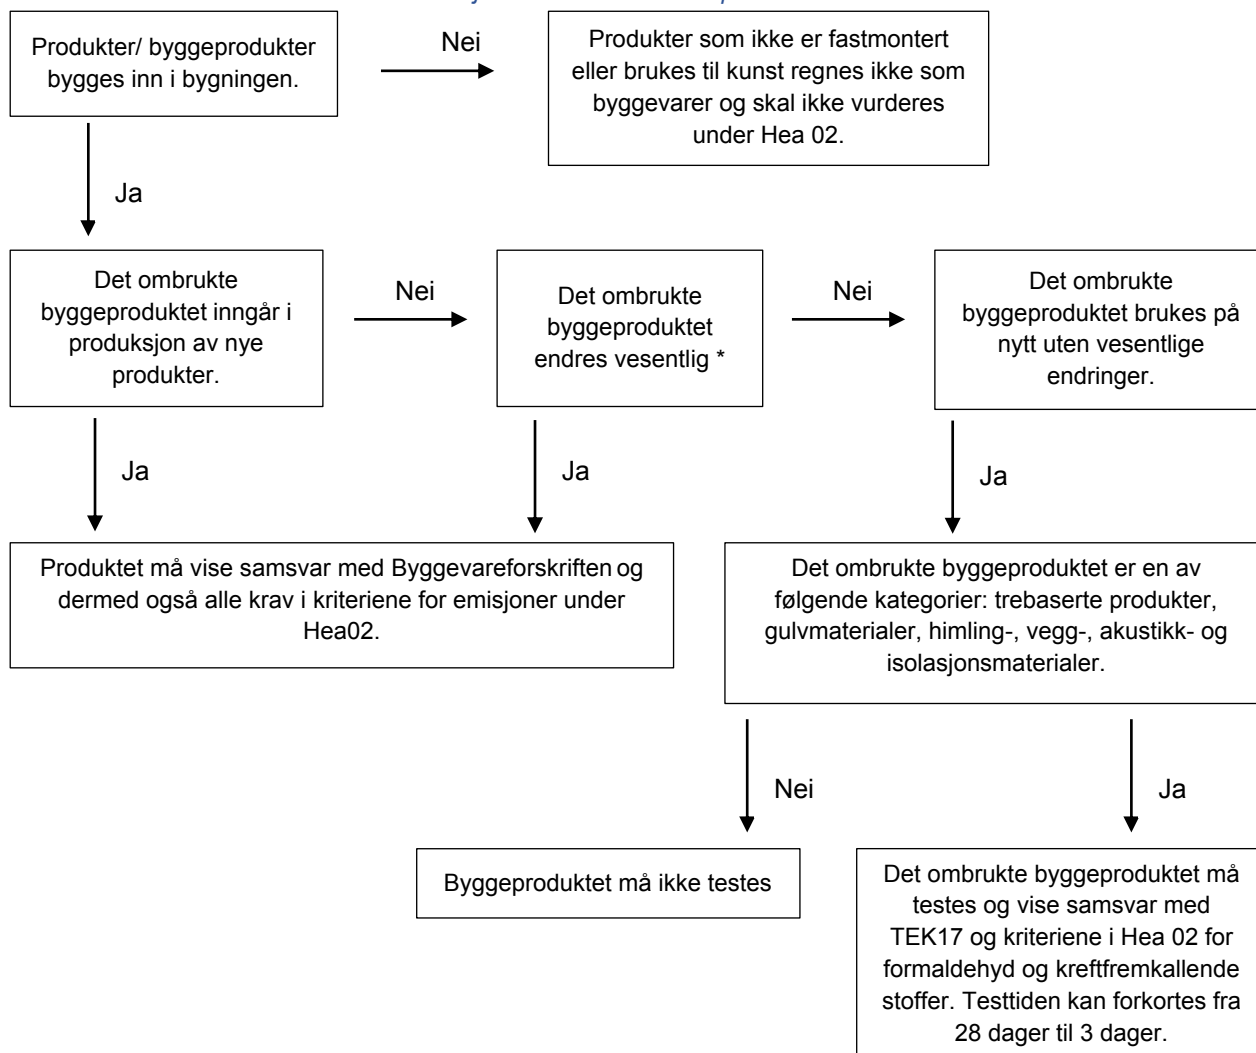 Produkter/ byggeprodukter
bygges inn i bygningen.
Nei
Produkter som ikke er fastmontert
eller brukes til kunst regnes ikke som
byggevarer og skal ikke vurderes
under Hea 02.
Ja
Det ombrukte
byggeproduktet inngår i
produksjon av nye
produkter.
Nei
Det ombrukte
byggeproduktet
endres vesentlig *
Nei
Det ombrukte
byggeproduktet brukes på
nytt uten vesentlige
endringer.
Ja
Ja
Ja
Produktet må vise samsvar med Byggevareforskriften og
dermed også alle krav i kriteriene for emisjoner under
Hea02.
Det ombrukte byggeproduktet er en av
følgende kategorier: trebaserte produkter,
gulvmaterialer, himling-, vegg-, akustikk- og
isolasjonsmaterialer.
Nei
Ja
Byggeproduktet må ikke testes
Det ombrukte byggeproduktet må
testes og vise samsvar med
TEK17 og kriteriene i Hea 02 for
formaldehyd og kreftfremkallende
stoffer. Testtiden kan forkortes fra
28 dager til 3 dager.